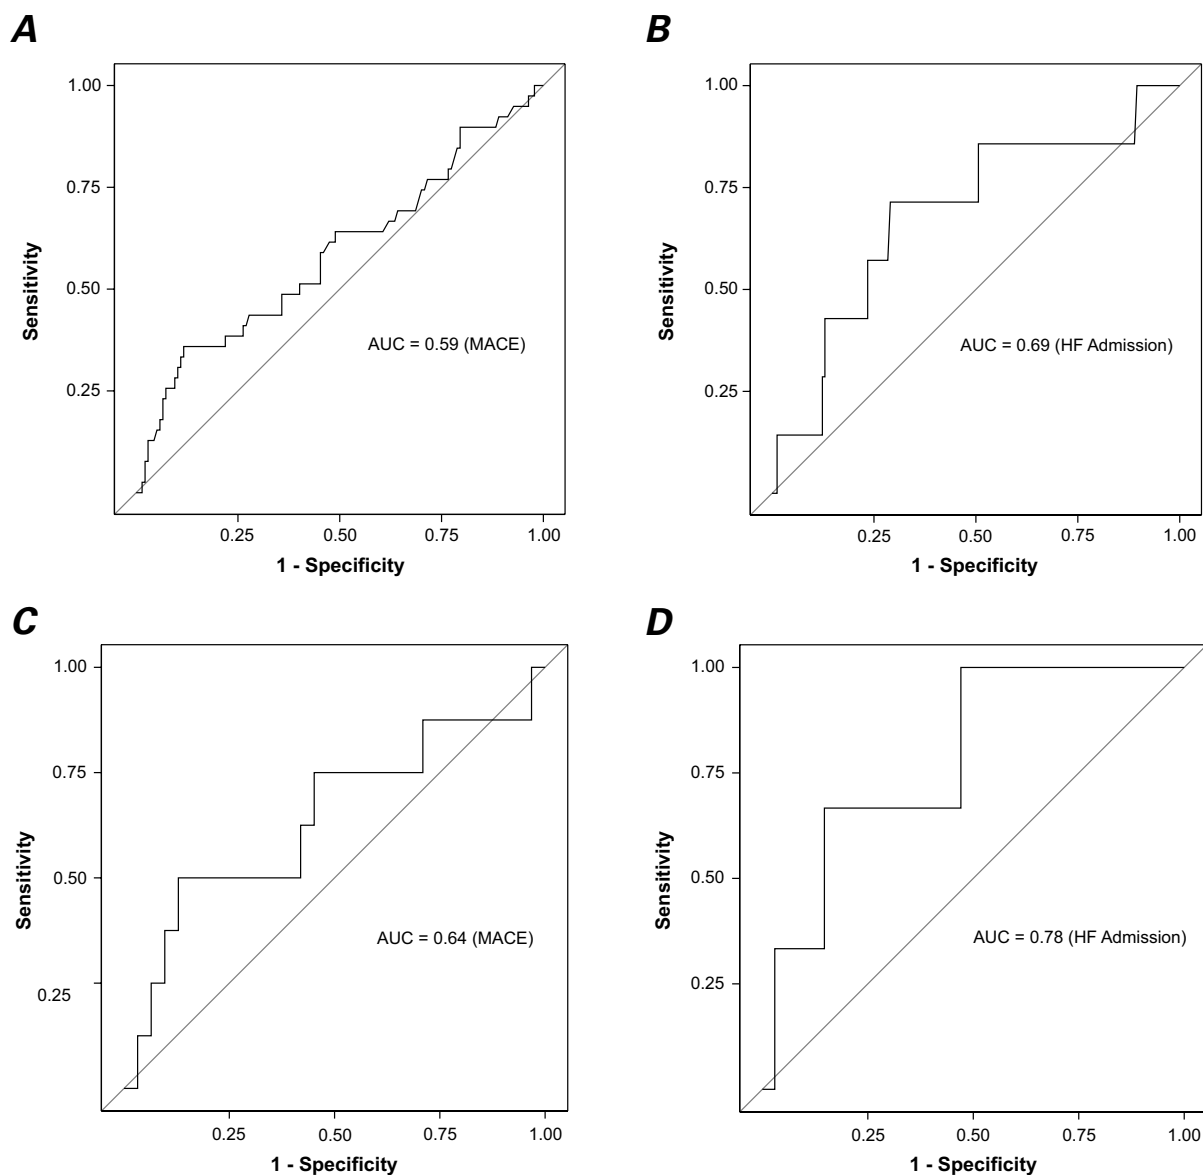 A
1.00
0.75
0.50
0.25
Sensitivity
AUC = 0.59 (MACE)
0.25 0.50 0.75 1.00
1 - Specificity
B
1.00
0.75
0.50
0.25
Sensitivity
AUC = 0.69 (HF Admission)
0.25 0.50 0.75 1.00
1 - Specificity
C
1.00
0.75
0.50
0.25
Sensitivity
AUC = 0.64 (MACE)
0.25 0.50 0.75 1.00
1 - Specificity
D
1.00
0.75
0.50
0.25
Sensitivity
AUC = 0.78 (HF Admission)
0.25 0.50 0.75 1.00
1 - Specificity